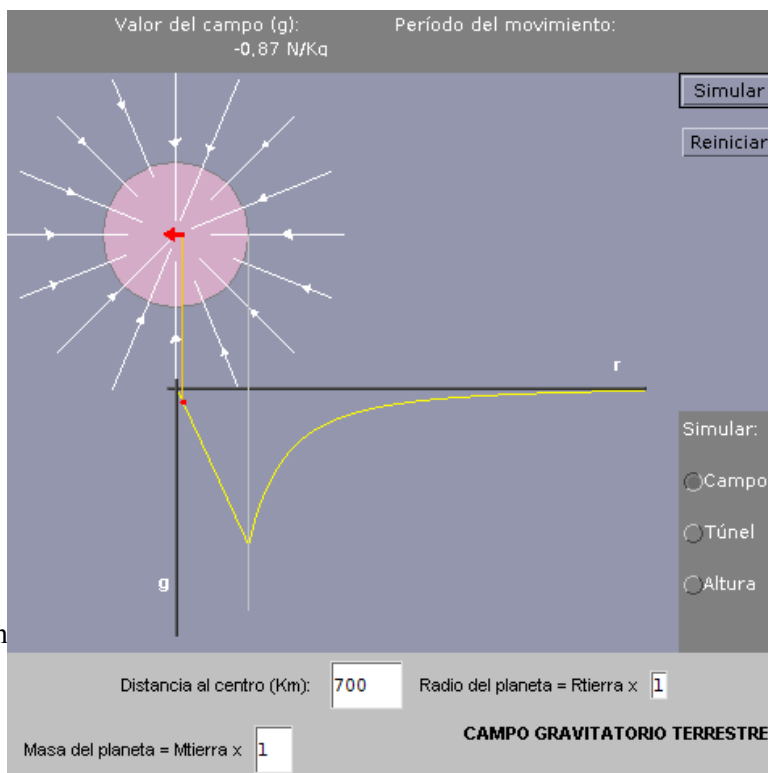 Valor del campo (g): Período del movimiento:
-0,87 N/Kg
Simular
Reiniciar
r
Simular:
Campo
Túnel
g
Altura
n
Distancia al centro (Km): 700 Radio del planeta = Rtierra x 1
CAMPO GRAVITATORIO TERRESTRE
Masa del planeta = Mtierra x 1